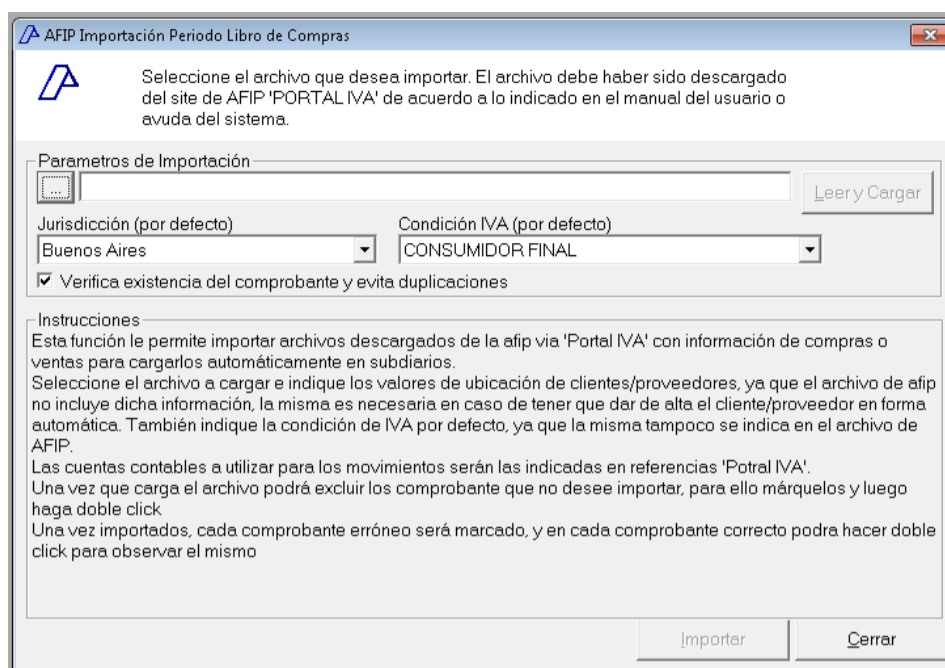 AFIP Importación Periodo Libro de Compras
Seleccione el archivo que desea importar. El archivo debe haber sido descargado
del site de AFIP 'PORTAL IVA' de acuerdo a lo indicado en el manual del usuario o
avuda del sistema.
Parametros de Importación
...
Leer y Cargar
Jurisdicción (por defecto)
Condición IVA (por defecto)
Buenos Aires
CONSUMIDOR FINAL
Verifica existencia del comprobante y evita duplicaciones
Instrucciones
Esta función le permite importar archivos descargados de la afip via 'Portal IVA' con información de compras o
ventas para cargarlos automáticamente en subdiarios.
Seleccione el archivo a cargar e indique los valores de ubicación de clientes/proveedores, ya que el archivo de afip
no incluye dicha información, la misma es necesaria en caso de tener que dar de alta el cliente/proveedor en forma
automática. También indique la condición de IVA por defecto, ya que la misma tampoco se indica en el archivo de
AFIP.
Las cuentas contables a utilizar para los movimientos serán las indicadas en referencias 'Potral IVA'.
Una vez que carga el archivo podrá excluir los comprobante que no desee importar, para ello márquelos y luego
haga doble click
Una vez importados, cada comprobante erróneo será marcado, y en cada comprobante correcto podra hacer doble
click para observar el mismo
Importar
Cerrar